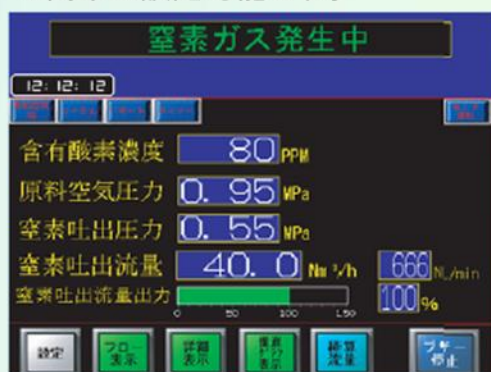 窒素ガス発生中
12:12:12
含有酸素濃度 80 PPM
原料空気圧力 0.95 MPa
窒素吐出圧力 0.55 MPa
窒素吐出流量 40.0 Nm³/h 666 NL/min
窒素吐出流量出力 100%
0 50 100 150
設定 フロー表示 詳細表示 積算流量 ブザー停止